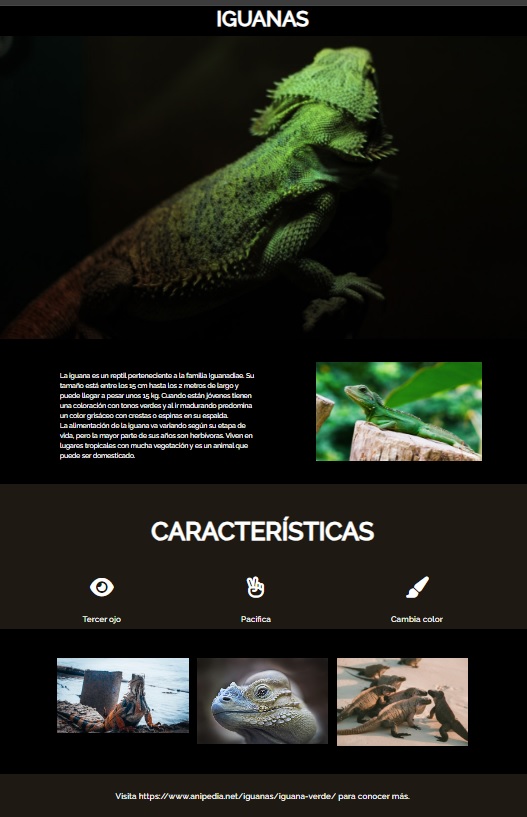 IGUANAS
La iguana es un reptil perteneciente a la familia Iguanadiae. Su
tamaño está entre los 15 cm hasta los 2 metros de largo y
puede llegar a pesar unos 15 kg. Cuando están jóvenes tienen
una coloración con tonos verdes y al ir madurando predomina
un color grisáceo con crestas o espinas en su espalda.
La alimentación de la iguana va variando según su etapa de
vida, pero la mayor parte de sus años son herbívoras. Viven en
lugares tropicales con mucha vegetación y es un animal que
puede ser domesticado.
CARACTERÍSTICAS
Tercer ojo
Pacífica
Cambia color
Visita https://www.anipedia.net/iguanas/iguana-verde/ para conocer más.